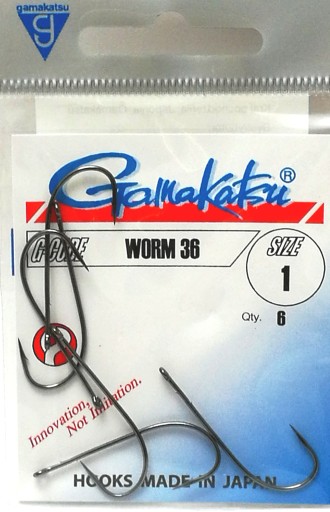 gamakatsu
Gamakatsu®
G-CORE
WORM 36
SIZE
1
Qty. 6
Innovation,
Not Imitation.
HOOKS MADE IN JAPAN